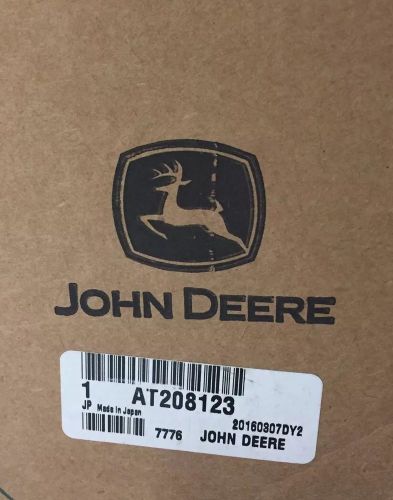 JOHN DEERE
1 AT208123
JP Made in Japan 20160307DY2
7776 JOHN DEERE